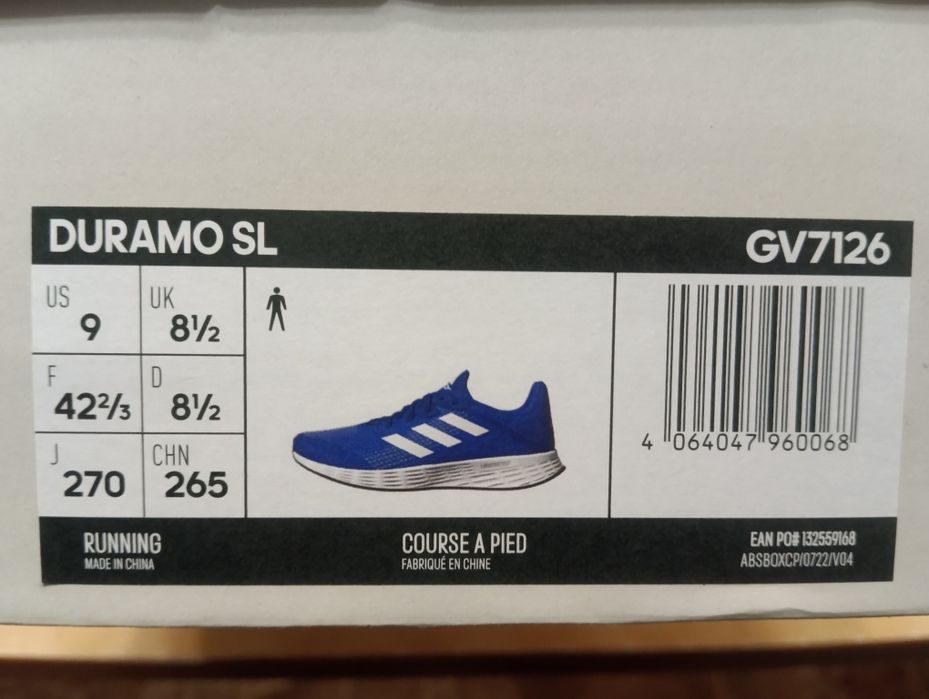 DURAMO SL
GV7126
US
9
UK
8½
F
42⅔
D
8½
J
270
CHN
265
4 064047 960068
RUNNING
MADE IN CHINA
COURSE A PIED
FABRIQUÉ EN CHINE
EAN PO# 132559168
ABSBOXCP/0722/V04